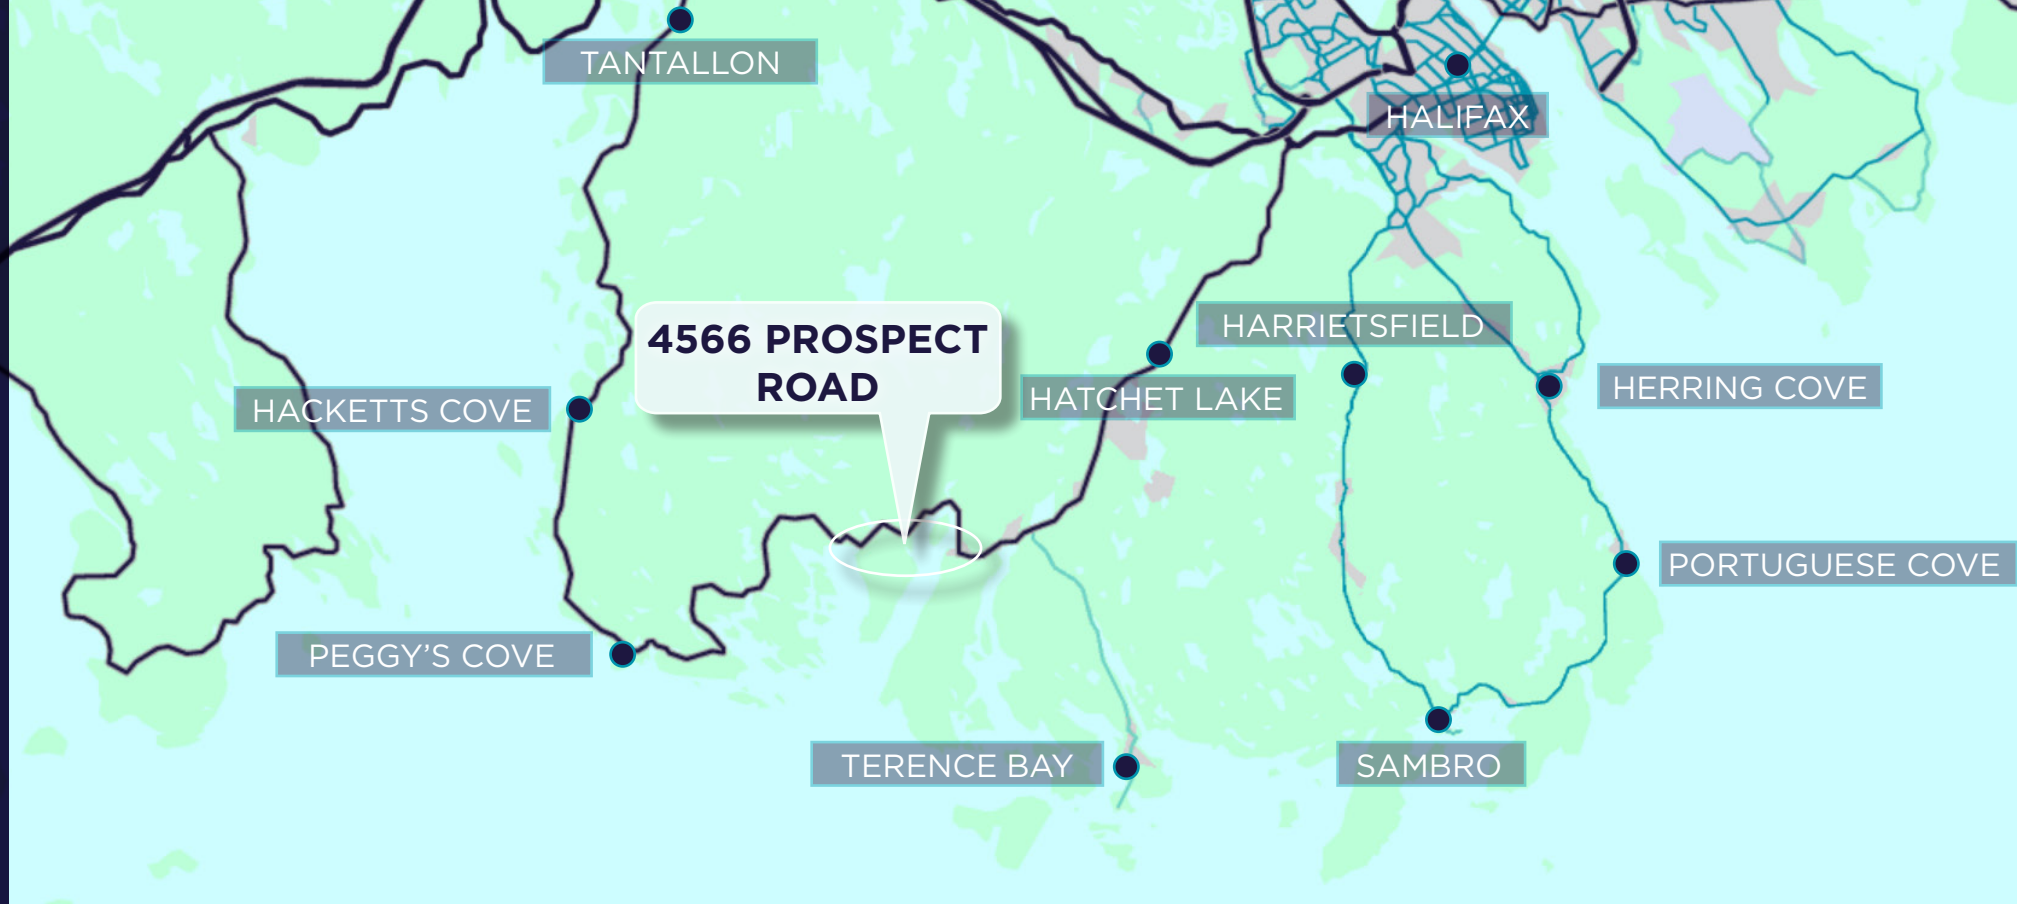 TANTALLON
HALIFAX
4566 PROSPECT
ROAD
HARRIETSFIELD
HACKETTS COVE
HATCHET LAKE
HERRING COVE
PORTUGUESE COVE
PEGGY'S COVE
TERENCE BAY
SAMBRO